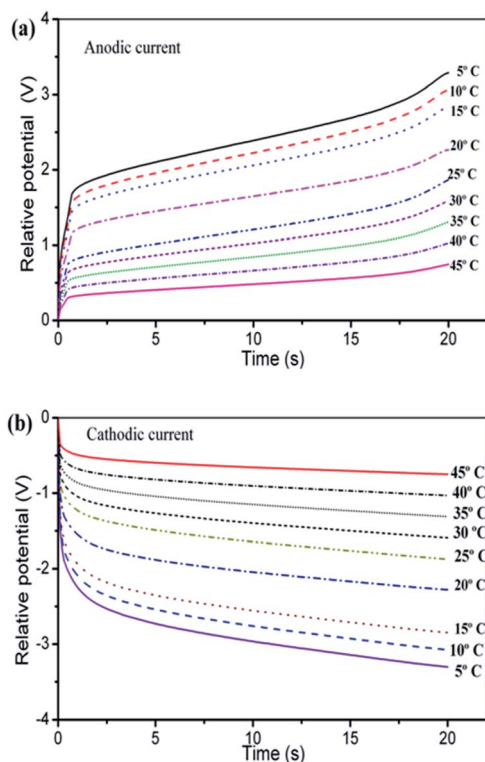 (a)
Anodic current
Relative potential (V)
4
3
2
1
0
5º C
10º C
15º C
20º C
25º C
30º C
35º C
40º C
45º C
0 5 10 15 20
Time (s)
(b)
Cathodic current
Relative potential (V)
0
-1
-2
-3
-4
45º C
40º C
35º C
30 ºC
25º C
20º C
15º C
10º C
5º C
0 5 10 15 20
Time (s)